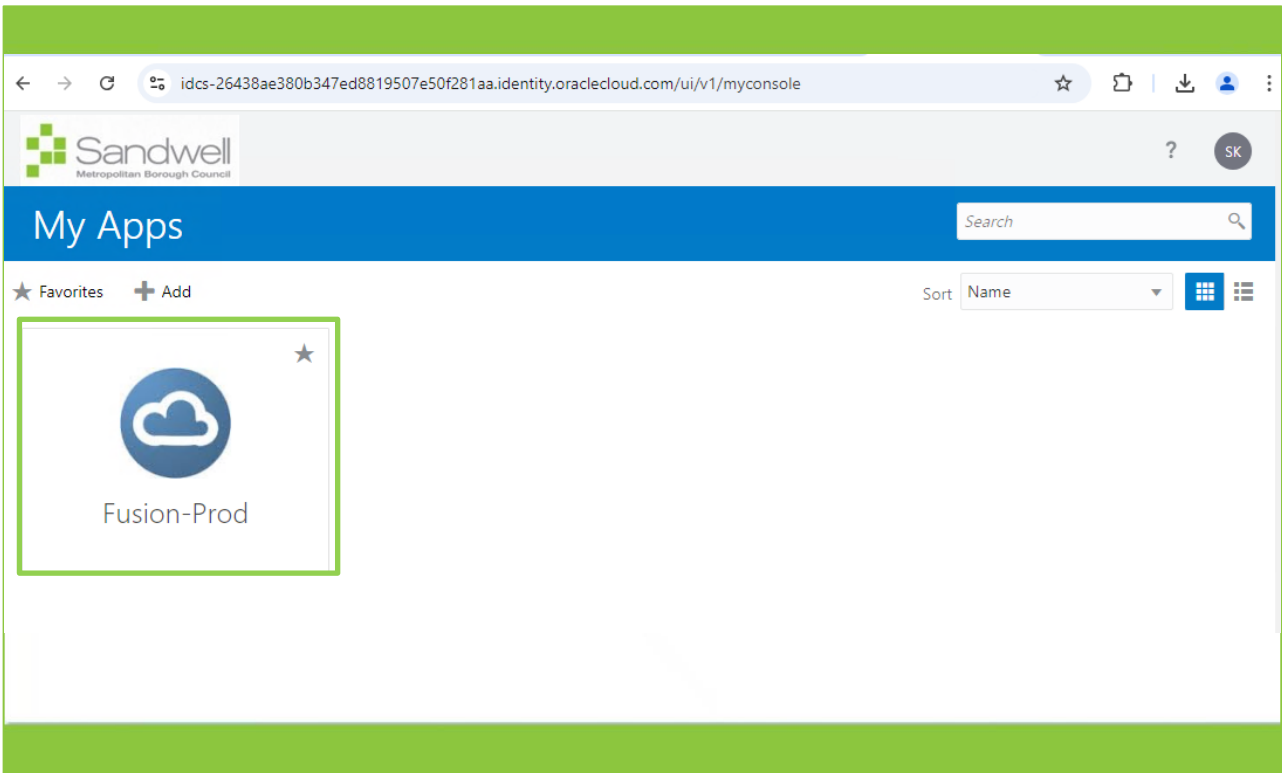 idcs-26438ae380b347ed8819507e50f281aa.identity.oraclecloud.com/ui/v1/myconsole
Sandwell
Metropolitan Borough Council
? SK
My Apps
Search
Favorites Add
Sort Name
Fusion-Prod